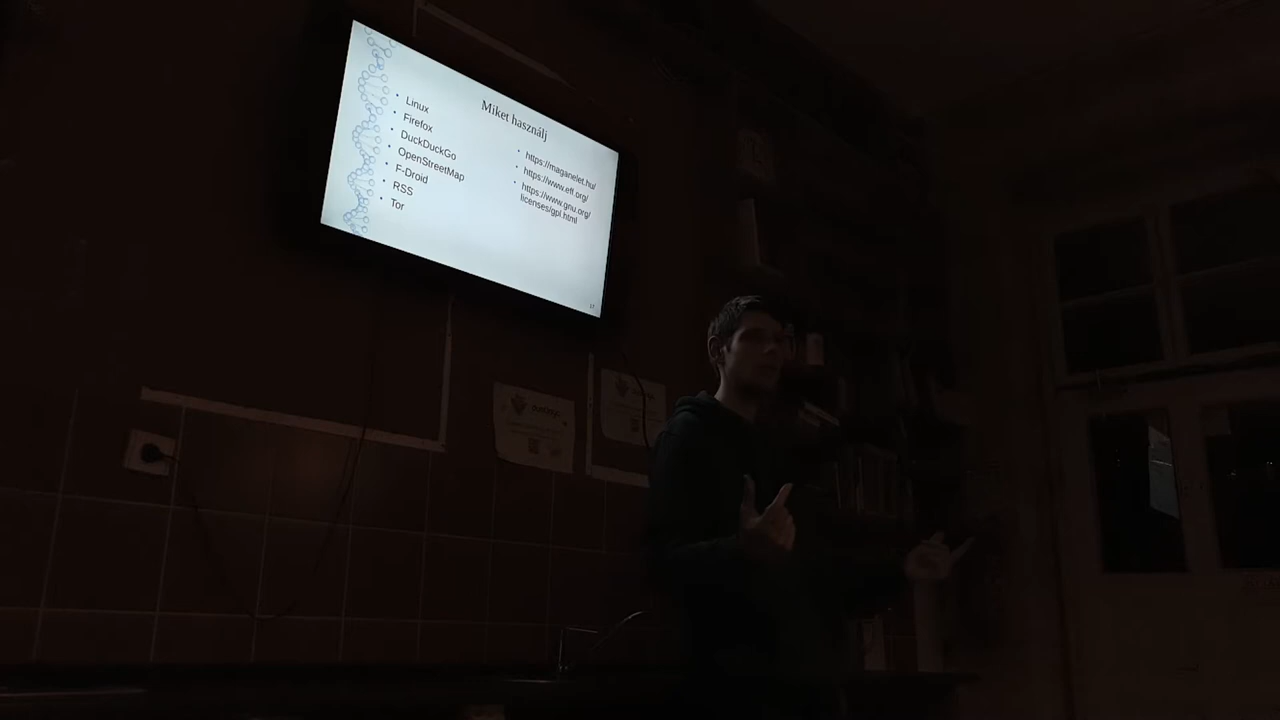 Miket használj
Linux
Firefox
DuckDuckGo
OpenStreetMap
F-Droid
RSS
Tor
https://maganelet.hu/
https://www.eff.org/
https://www.gnu.org/
licenses/gpl.html